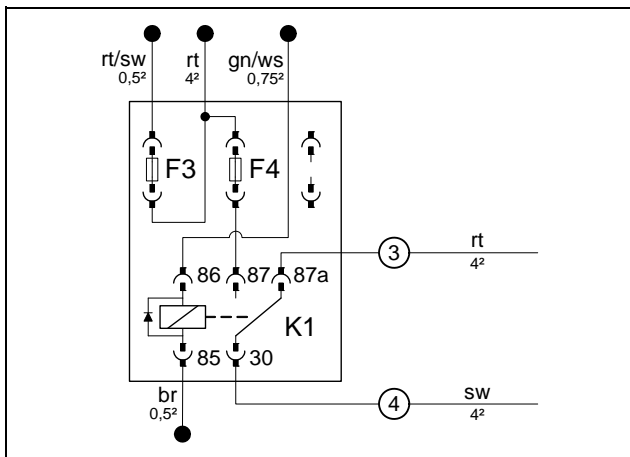 rt/sw rt gn/ws
0,5² 4² 0,75²
F3 F4
3 rt
4²
86 87 87a
K1
85 30
br
0,5²
4 sw
4²